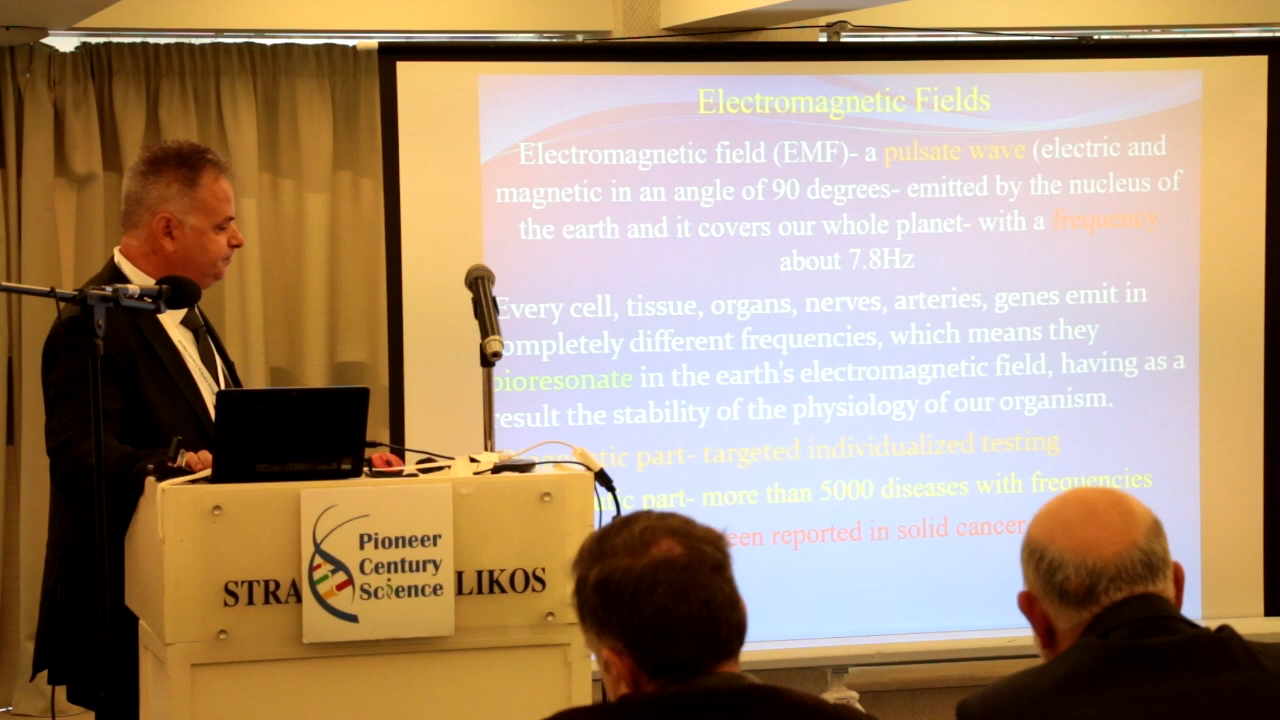 Electromagnetic Fields
Electromagnetic field (EMF)- a pulsate wave (electric and
magnetic in an angle of 90 degrees- emitted by the nucleus of
the earth and it covers our whole planet- with a frequency
about 7.8Hz
Every cell, tissue, organs, nerves, arteries, genes emit in
completely different frequencies, which means they
bioresonate in the earth's electromagnetic field, having as a
result the stability of the physiology of our organism.
part- targeted individualized testing
part- more than 5000 diseases with frequencies
been reported in solid cancer
Pioneer
Century
Science
STRA LIKOS